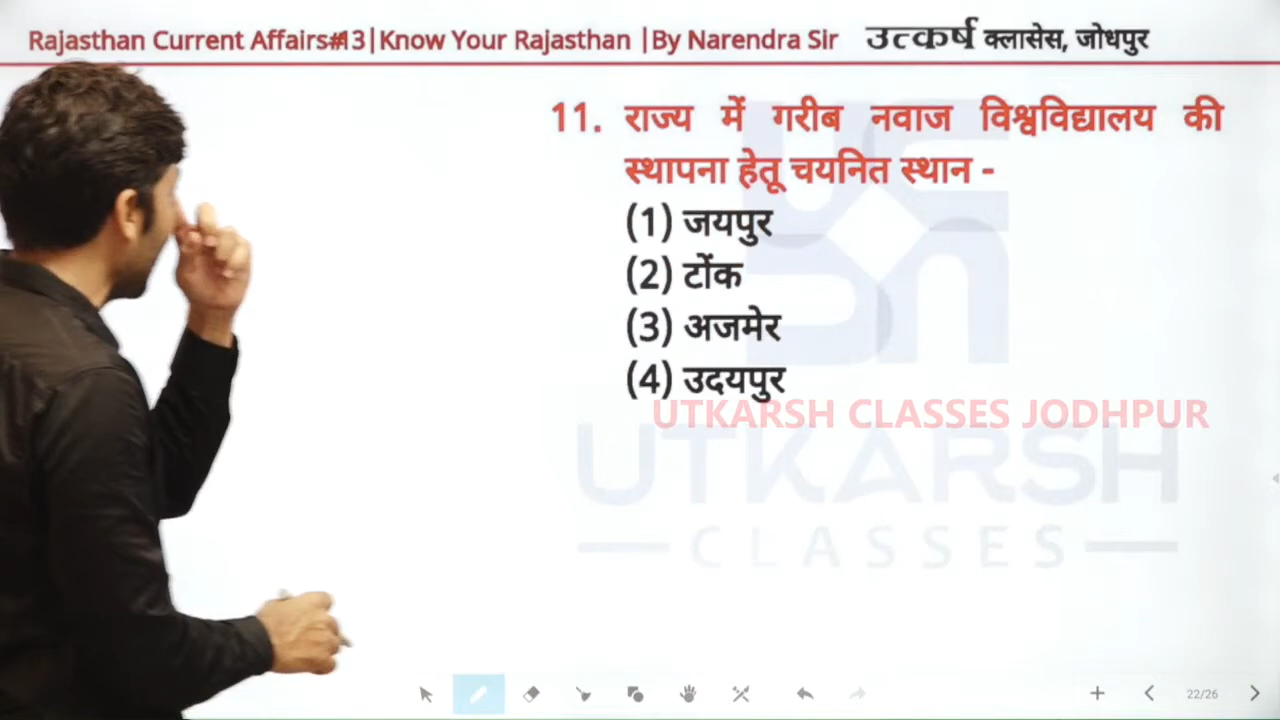 Rajasthan Current Affairs#13|Know Your Rajasthan |By Narendra Sir उत्कर्ष क्लासेस, जोधपुर
11. राज्य में गरीब नवाज विश्वविद्यालय की
स्थापना हेतू चयनित स्थान -
(1) जयपुर
(2) टोंक
(3) अजमेर
(4) उदयपुर
UTKARSH CLASSES JODHPUR
UTKARSH
CLASSES
22/26